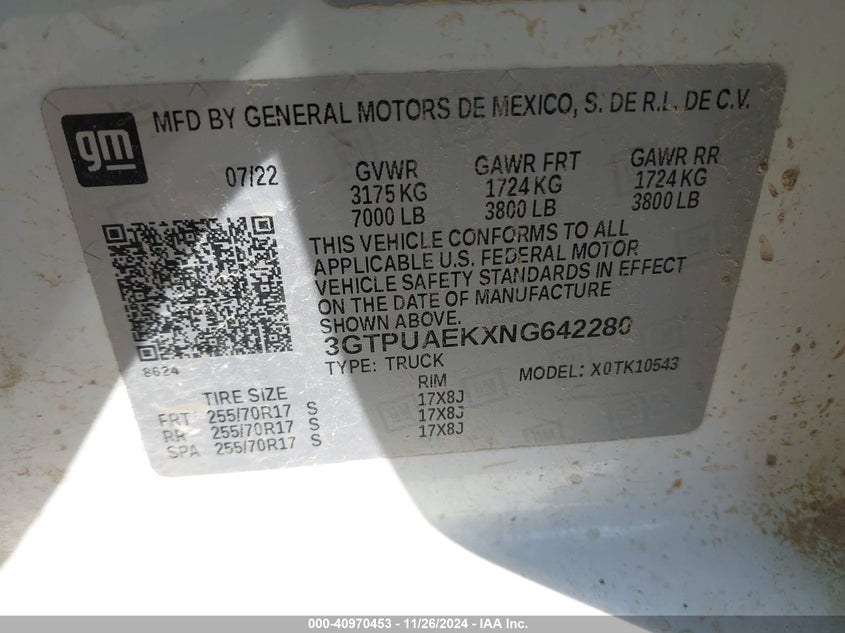 MFD BY GENERAL MOTORS DE MEXICO, S. DE R.L. DE C.V.
gm
07/22
GVWR GAWR FRT GAWR RR
3175 KG 1724 KG 1724 KG
7000 LB 3800 LB 3800 LB
THIS VEHICLE CONFORMS TO ALL
APPLICABLE U.S. FEDERAL MOTOR
VEHICLE SAFETY STANDARDS IN EFFECT
ON THE DATE OF MANUFACTURE
SHOWN ABOVE.
3GTPUAEKXNG642280
8624
TYPE: TRUCK MODEL: X0TK10543
TIRE SIZE RIM
FRT 255/70R17 S 17X8J
RR 255/70R17 S 17X8J
SPA 255/70R17 S 17X8J
000-40970453 - 11/26/2024 - IAA Inc.